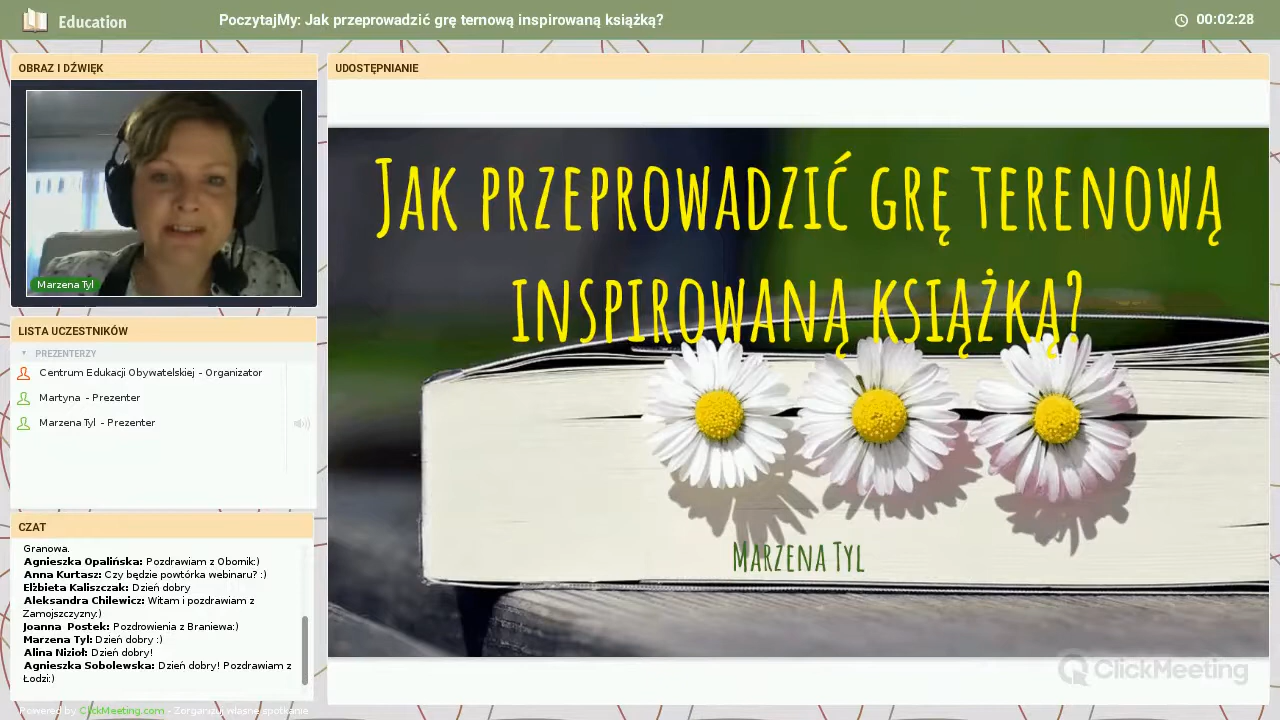 Education
PoczytajMy: Jak przeprowadzić grę ternową inspirowaną książką?
00:02:28
OBRAZ I DŹWIĘK
Marzena Tyl
LISTA UCZESTNIKÓW
PREZENTERZY
Centrum Edukacji Obywatelskiej - Organizator
Martyna - Prezenter
Marzena Tyl - Prezenter
CZAT
Granowa.
Agnieszka Opalińska: Pozdrawiam z Obornik:)
Anna Kurtasz: Czy będzie powtórka webinaru? :)
Elżbieta Kaliszczak: Dzień dobry
Aleksandra Chilewicz: Witam i pozdrawiam z
Zamojszczyzny:)
Joanna Postek: Pozdrowienia z Braniewa:)
Marzena Tyl: Dzień dobry :)
Alina Nizioł: Dzień dobry!
Agnieszka Sobolewska: Dzień dobry! Pozdrawiam z
Łodzi:)
Powered by ClickMeeting.com - Zorganizuj własne spotkanie
UDOSTĘPNIANIE
JAK PRZEPROWADZIĆ GRĘ TERENOWĄ
INSPIROWANĄ KSIĄŻKĄ?
MARZENA TYL
ClickMeeting